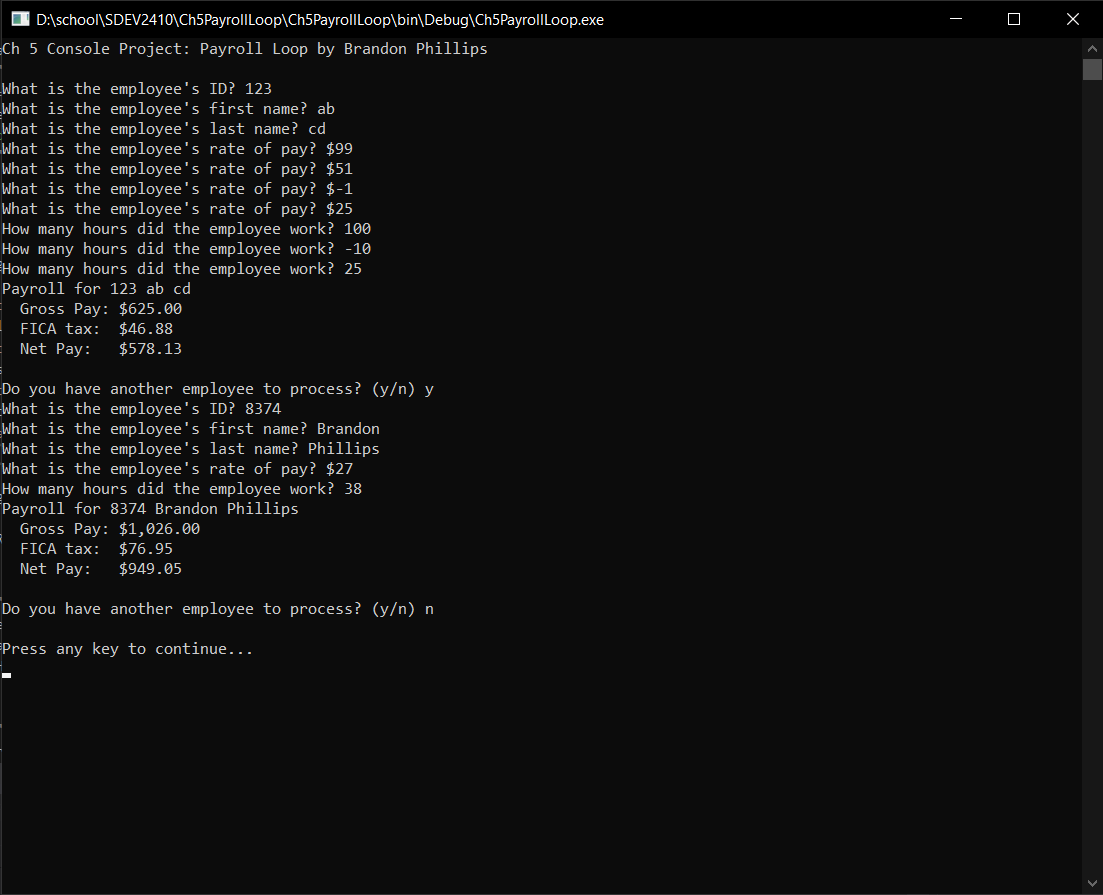 D:\school\SDEV2410\Ch5PayrollLoop\Ch5PayrollLoop\bin\Debug\Ch5PayrollLoop.exe
Ch 5 Console Project: Payroll Loop by Brandon Phillips
What is the employee's ID? 123
What is the employee's first name? ab
What is the employee's last name? cd
What is the employee's rate of pay? $99
What is the employee's rate of pay? $51
What is the employee's rate of pay? $-1
What is the employee's rate of pay? $25
How many hours did the employee work? 100
How many hours did the employee work? -10
How many hours did the employee work? 25
Payroll for 123 ab cd
  Gross Pay: $625.00
  FICA tax:  $46.88
  Net Pay:   $578.13
Do you have another employee to process? (y/n) y
What is the employee's ID? 8374
What is the employee's first name? Brandon
What is the employee's last name? Phillips
What is the employee's rate of pay? $27
How many hours did the employee work? 38
Payroll for 8374 Brandon Phillips
  Gross Pay: $1,026.00
  FICA tax:  $76.95
  Net Pay:   $949.05
Do you have another employee to process? (y/n) n
Press any key to continue...